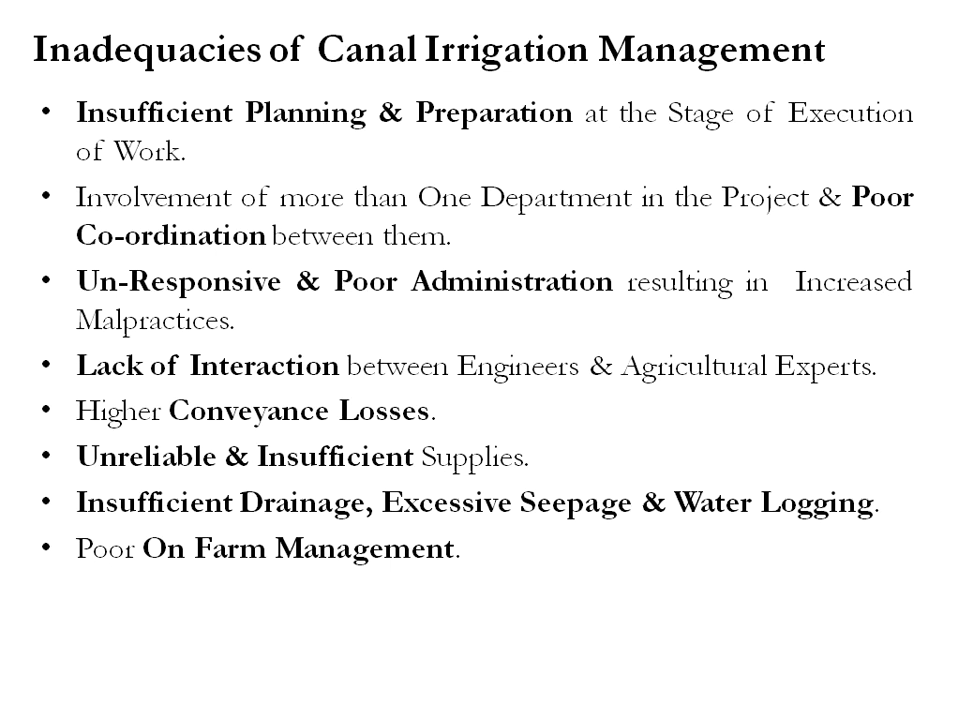 Inadequacies of Canal Irrigation Management
• Insufficient Planning & Preparation at the Stage of Execution
of Work.
• Involvement of more than One Department in the Project & Poor
Co-ordination between them.
• Un-Responsive & Poor Administration resulting in Increased
Malpractices.
• Lack of Interaction between Engineers & Agricultural Experts.
• Higher Conveyance Losses.
• Unreliable & Insufficient Supplies.
• Insufficient Drainage, Excessive Seepage & Water Logging.
• Poor On Farm Management.